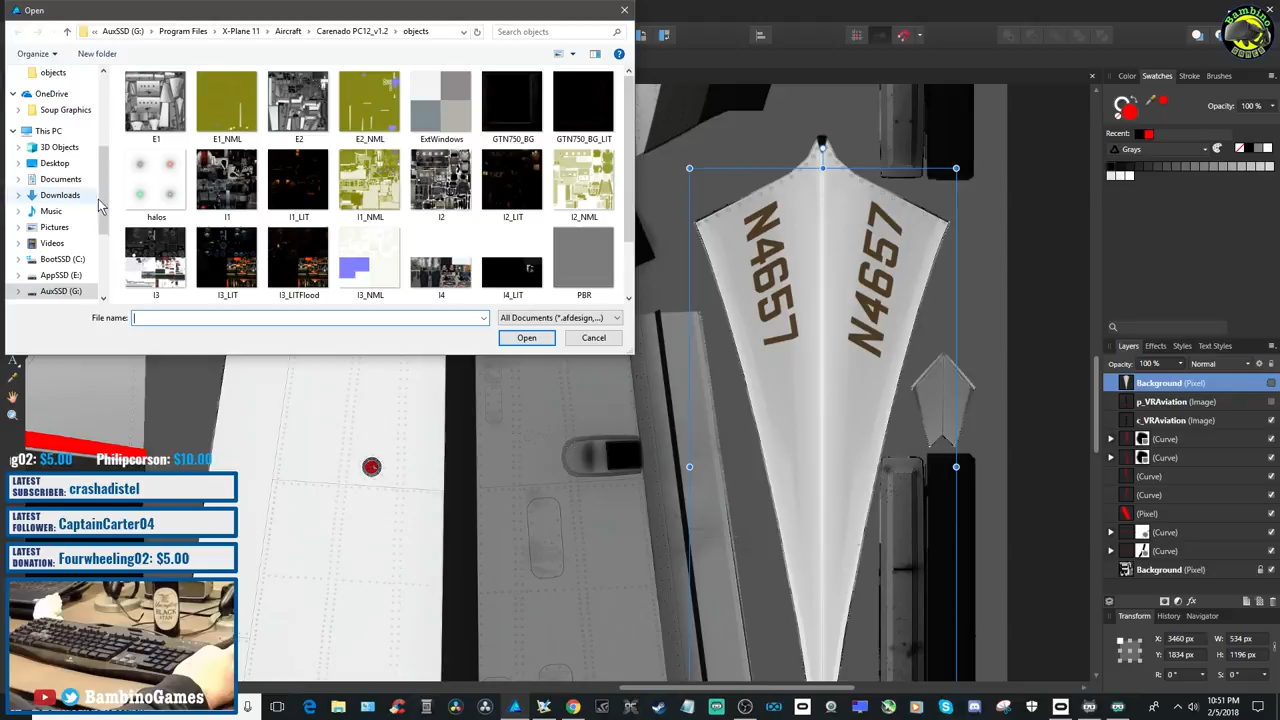 Open
AuxSSD (G:) › Program Files › X-Plane 11 › Aircraft › Carenado PC12_v1.2 › objects
Search objects
Organize
New folder
objects
OneDrive
Soup Graphics
This PC
3D Objects
Desktop
Documents
Downloads
Music
Pictures
Videos
BootSSD (C:)
AppSSD (E:)
AuxSSD (G:)
E1
E1_NML
E2
E2_NML
ExtWindows
GTN750_BG
GTN750_BG_LIT
halos
I1
I1_LIT
I1_NML
I2
I2_LIT
I2_NML
I3
I3_LIT
I3_LITFlood
I3_NML
I4
I4_LIT
PBR
File name:
All Documents (*.afdesign,...)
Open
Cancel
N4657
N4657
Bambino
GAMES
Color
Swatches
Stroke
Brushes
Opacity: 100 %
Recent:
Grays
Layers
Effects
Styles
Text Styles
Opacity: 100 %
Normal
Background (Pixel)
p_VRAviation (Image)
c_VRAviation (Image)
(Curve)
(Curve)
(Curve)
(Curve)
(Pixel)
(Curve)
(Curve)
Background (Pixel)
Transform
History
Navigator
X: 3460 px
W: 534 px
Y: 1834 px
H: 1196 px
R: 0 °
S: 0 °
g02: $5.00
Philipcorson: $10.00
LATEST
SUBSCRIBER: crashadistel
LATEST
FOLLOWER: CaptainCarter04
LATEST
DONATION: Fourwheeling02: $5.00
BLACK
&TAN
BambinoGames
10:51 PM
2/5/2018